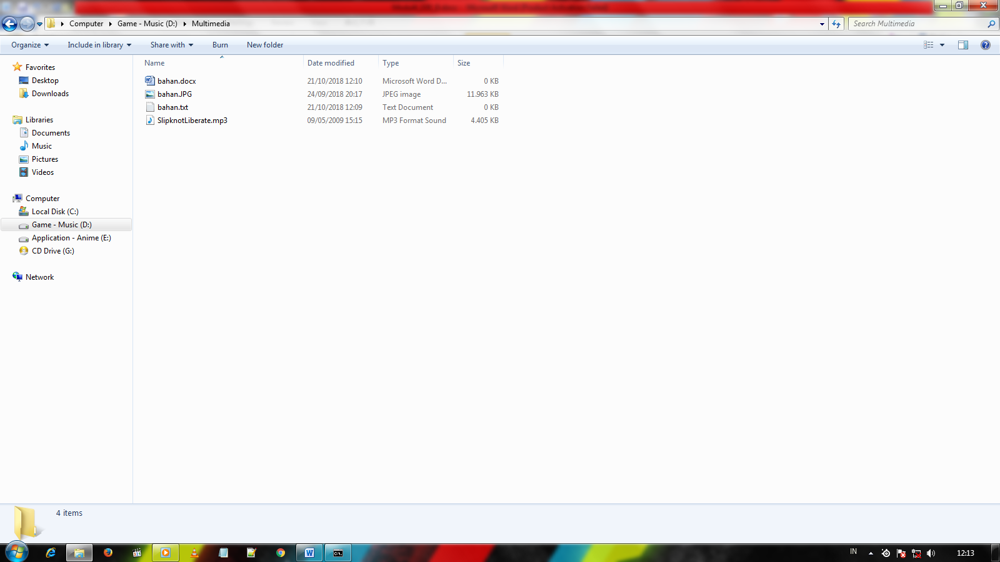 Computer Game - Music (D:) Multimedia
Search Multimedia
Organize Include in library Share with Burn New folder
Name Date modified Type Size
bahan.docx 21/10/2018 12:10 Microsoft Word D... 0 KB
bahan.JPG 24/09/2018 20:17 JPEG image 11.963 KB
bahan.txt 21/10/2018 12:09 Text Document 0 KB
SlipknotLiberate.mp3 09/05/2009 15:15 MP3 Format Sound 4.405 KB
Favorites
Desktop
Downloads
Libraries
Documents
Music
Pictures
Videos
Computer
Local Disk (C:)
Game - Music (D:)
Application - Anime (E:)
CD Drive (G:)
Network
4 items
IN 12:13